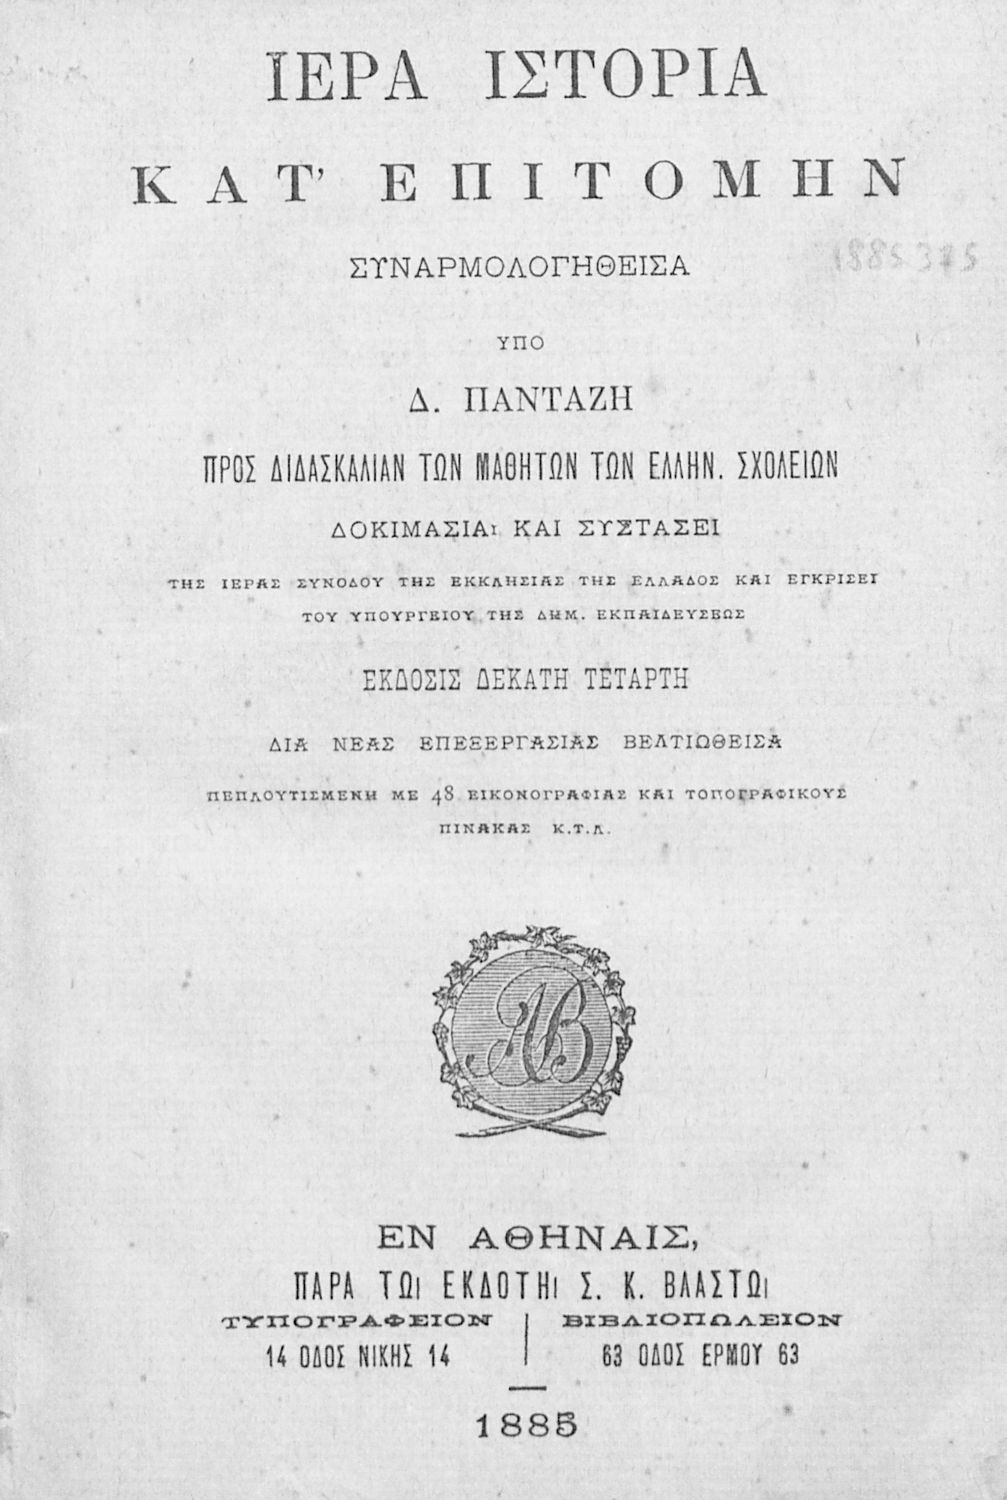 ΙΕΡΑ ΙΣΤΟΡΙΑ
ΚΑΤ' ΕΠΙΤΟΜΗΝ
ΣΥΝΑΡΜΟΛΟΓΗΘΕΙΣΑ
1885 375
ΥΠΟ
Δ. ΠΑΝΤΑΖΗ
ΠΡΟΣ ΔΙΔΑΣΚΑΛΙΑΝ ΤΩΝ ΜΑΘΗΤΩΝ ΤΩΝ ΕΛΛΗΝ. ΣΧΟΛΕΙΩΝ
ΔΟΚΙΜΑΣΙΑι ΚΑΙ ΣΥΣΤΑΣΕΙ
ΤΗΣ ΙΕΡΑΣ ΣΥΝΟΔΟΥ ΤΗΣ ΕΚΚΛΗΣΙΑΣ ΤΗΣ ΕΛΛΑΔΟΣ ΚΑΙ ΕΓΚΡΙΣΕΙ
ΤΟΥ ΥΠΟΥΡΓΕΙΟΥ ΤΗΣ ΔΗΜ. ΕΚΠΑΙΔΕΥΣΕΩΣ
ΕΚΔΟΣΙΣ ΔΕΚΑΤΗ ΤΕΤΑΡΤΗ
ΔΙΑ ΝΕΑΣ ΕΠΕΞΕΡΓΑΣΙΑΣ ΒΕΛΤΙΩΘΕΙΣΑ
ΠΕΠΛΟΥΤΙΣΜΕΝΗ ΜΕ 48 ΕΙΚΟΝΟΓΡΑΦΙΑΣ ΚΑΙ ΤΟΠΟΓΡΑΦΙΚΟΥΣ
ΠΙΝΑΚΑΣ Κ.Τ.Λ.
ΑΒ
ΕΝ ΑΘΗΝΑΙΣ,
ΠΑΡΑ ΤΩι ΕΚΔΟΤΗι Σ. Κ. ΒΛΑΣΤΩι
ΤΥΠΟΓΡΑΦΕΙΟΝ
14 ΟΔΟΣ ΝΙΚΗΣ 14
ΒΙΒΛΙΟΠΩΛΕΙΟΝ
63 ΟΔΟΣ ΕΡΜΟΥ 63
1885